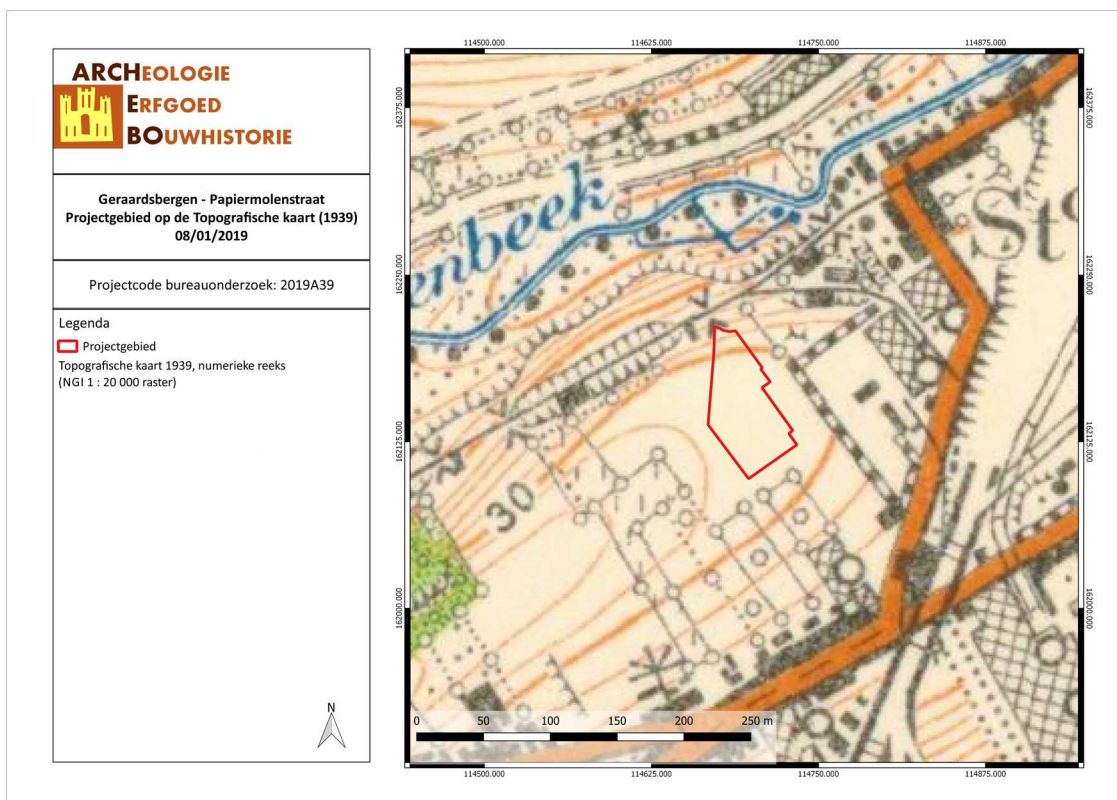 ARCHEOLOGIE
ERFGOED
BOUWHISTORIE
Geraardsbergen - Papiermolenstraat
Projectgebied op de Topografische kaart (1939)
08/01/2019
Projectcode bureauonderzoek: 2019A39
Legenda
Projectgebied
Topografische kaart 1939, numerieke reeks
(NGI 1 : 20 000 raster)
N
114500.000 114625.000 114750.000 114875.000
162375.000 162375.000
162250.000 162250.000
162125.000 162125.000
162000.000 162000.000
enbeek
St
30
0 50 100 150 200 250 m
114500.000 114625.000 114750.000 114875.000